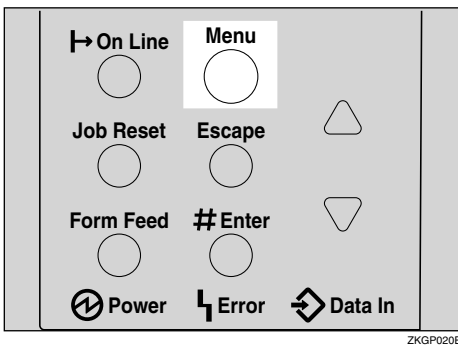 On Line Menu
Job Reset Escape
Form Feed # Enter
Power Error Data In
ZKGP020E